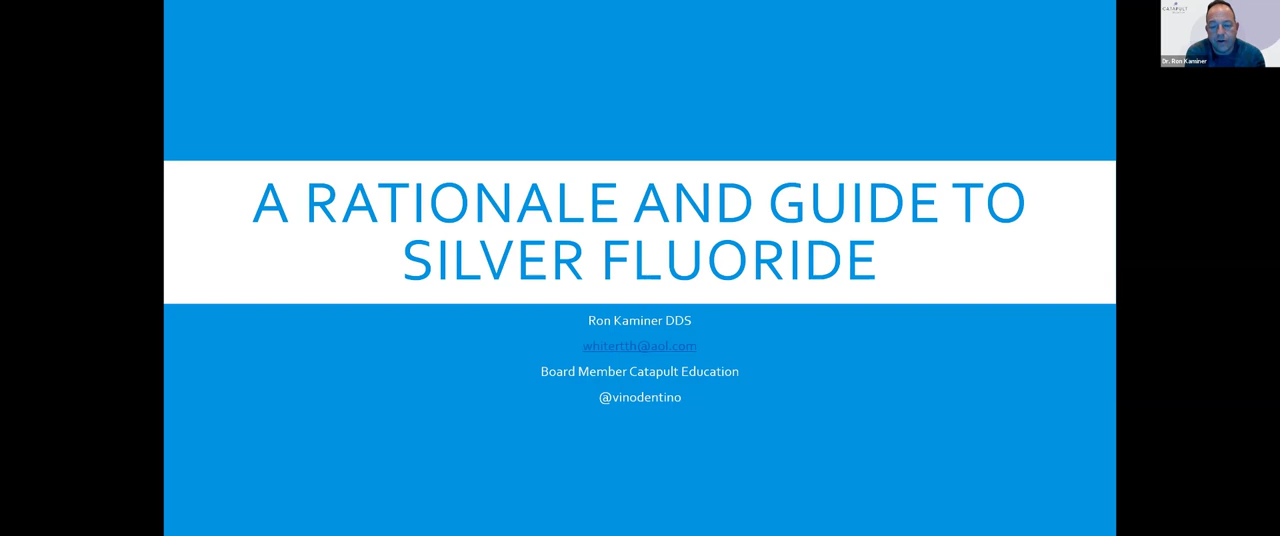 A RATIONALE AND GUIDE TO
SILVER FLUORIDE
Ron Kaminer DDS
whitertth@aol.com
Board Member Catapult Education
@vinodentino
CATAPULT
Dr. Ron Kaminer